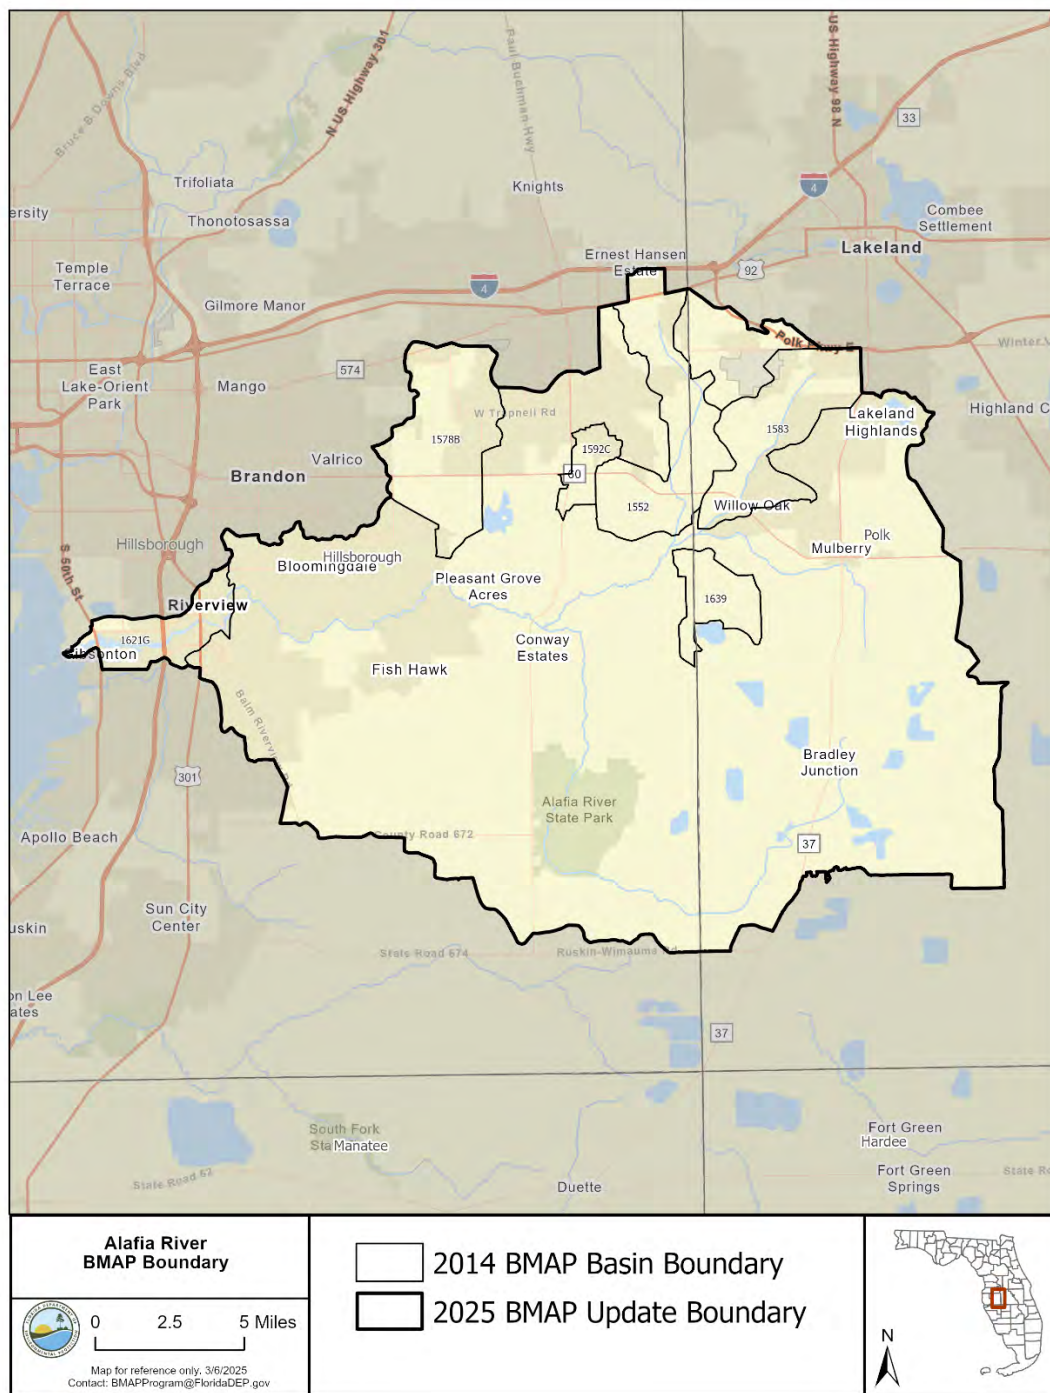 N US Highway 301
Paul Buchman Hwy
US Highway 98 N
Bruce B Downs Blvd
33
4
Trifoliata
Knights
ersity
Thonotosassa
Combee
Settlement
Ernest Hansen
Estate
Lakeland
92
Temple
Terrace
4
Gilmore Manor
Polk Pkwy E
Winter V
East
Lake-Orient
Park
574
Mango
W Trapnell Rd
Lakeland
Highlands
Highland C
1578B
1592C
1583
Valrico
Brandon
60
1552
Willow Oak
Hillsborough
Hillsborough
Bloomingdale
Polk
Mulberry
S 50th St
Pleasant Grove
Acres
Riverview
1639
1621G
Gibsonton
Conway
Estates
Fish Hawk
Balm Riverview
301
Bradley
Junction
Alafia River
State Park
Apollo Beach
County Road 672
37
Sun City
Center
uskin
State Road 674
Ruskin-Wimauma Rd
on Lee
ates
37
South Fork
Sta
Manatee
Fort Green
Hardee
State Road 62
Duette
Fort Green
Springs
State Ro
Alafia River
BMAP Boundary
0 2.5 5 Miles
Map for reference only. 3/6/2025
Contact: BMAPProgram@FloridaDEP.gov
2014 BMAP Basin Boundary
2025 BMAP Update Boundary
N